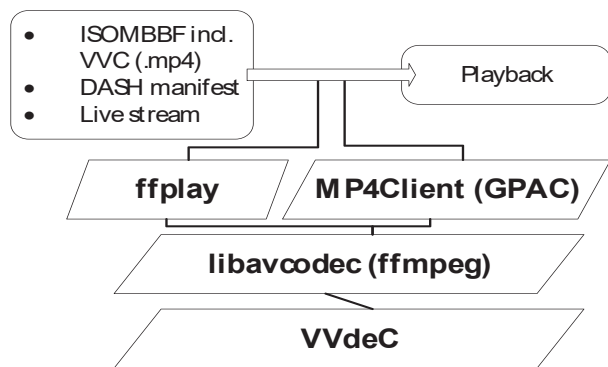 • ISOMBBF incl.
VVC (.mp4)
• DASH manifest
• Live stream
Playback
ffplay
MP4Client (GPAC)
libavcodec (ffmpeg)
VVdeC